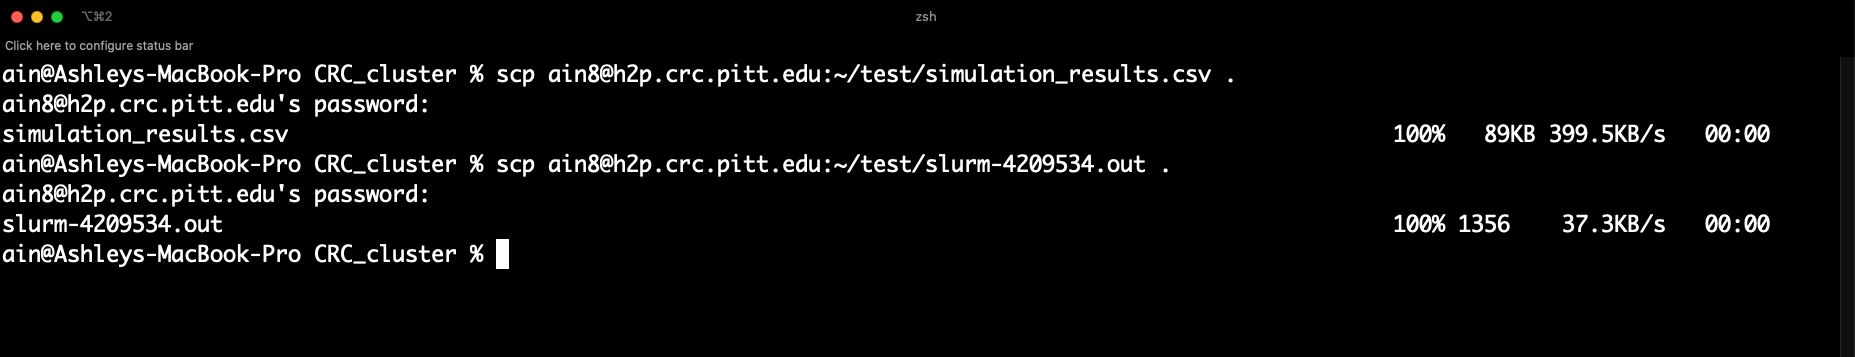 ⌥⌘2
zsh
Click here to configure status bar
ain@Ashleys-MacBook-Pro CRC_cluster % scp ain8@h2p.crc.pitt.edu:~/test/simulation_results.csv .
ain8@h2p.crc.pitt.edu's password:
simulation_results.csv 100% 89KB 399.5KB/s 00:00
ain@Ashleys-MacBook-Pro CRC_cluster % scp ain8@h2p.crc.pitt.edu:~/test/slurm-4209534.out .
ain8@h2p.crc.pitt.edu's password:
slurm-4209534.out 100% 1356 37.3KB/s 00:00
ain@Ashleys-MacBook-Pro CRC_cluster %